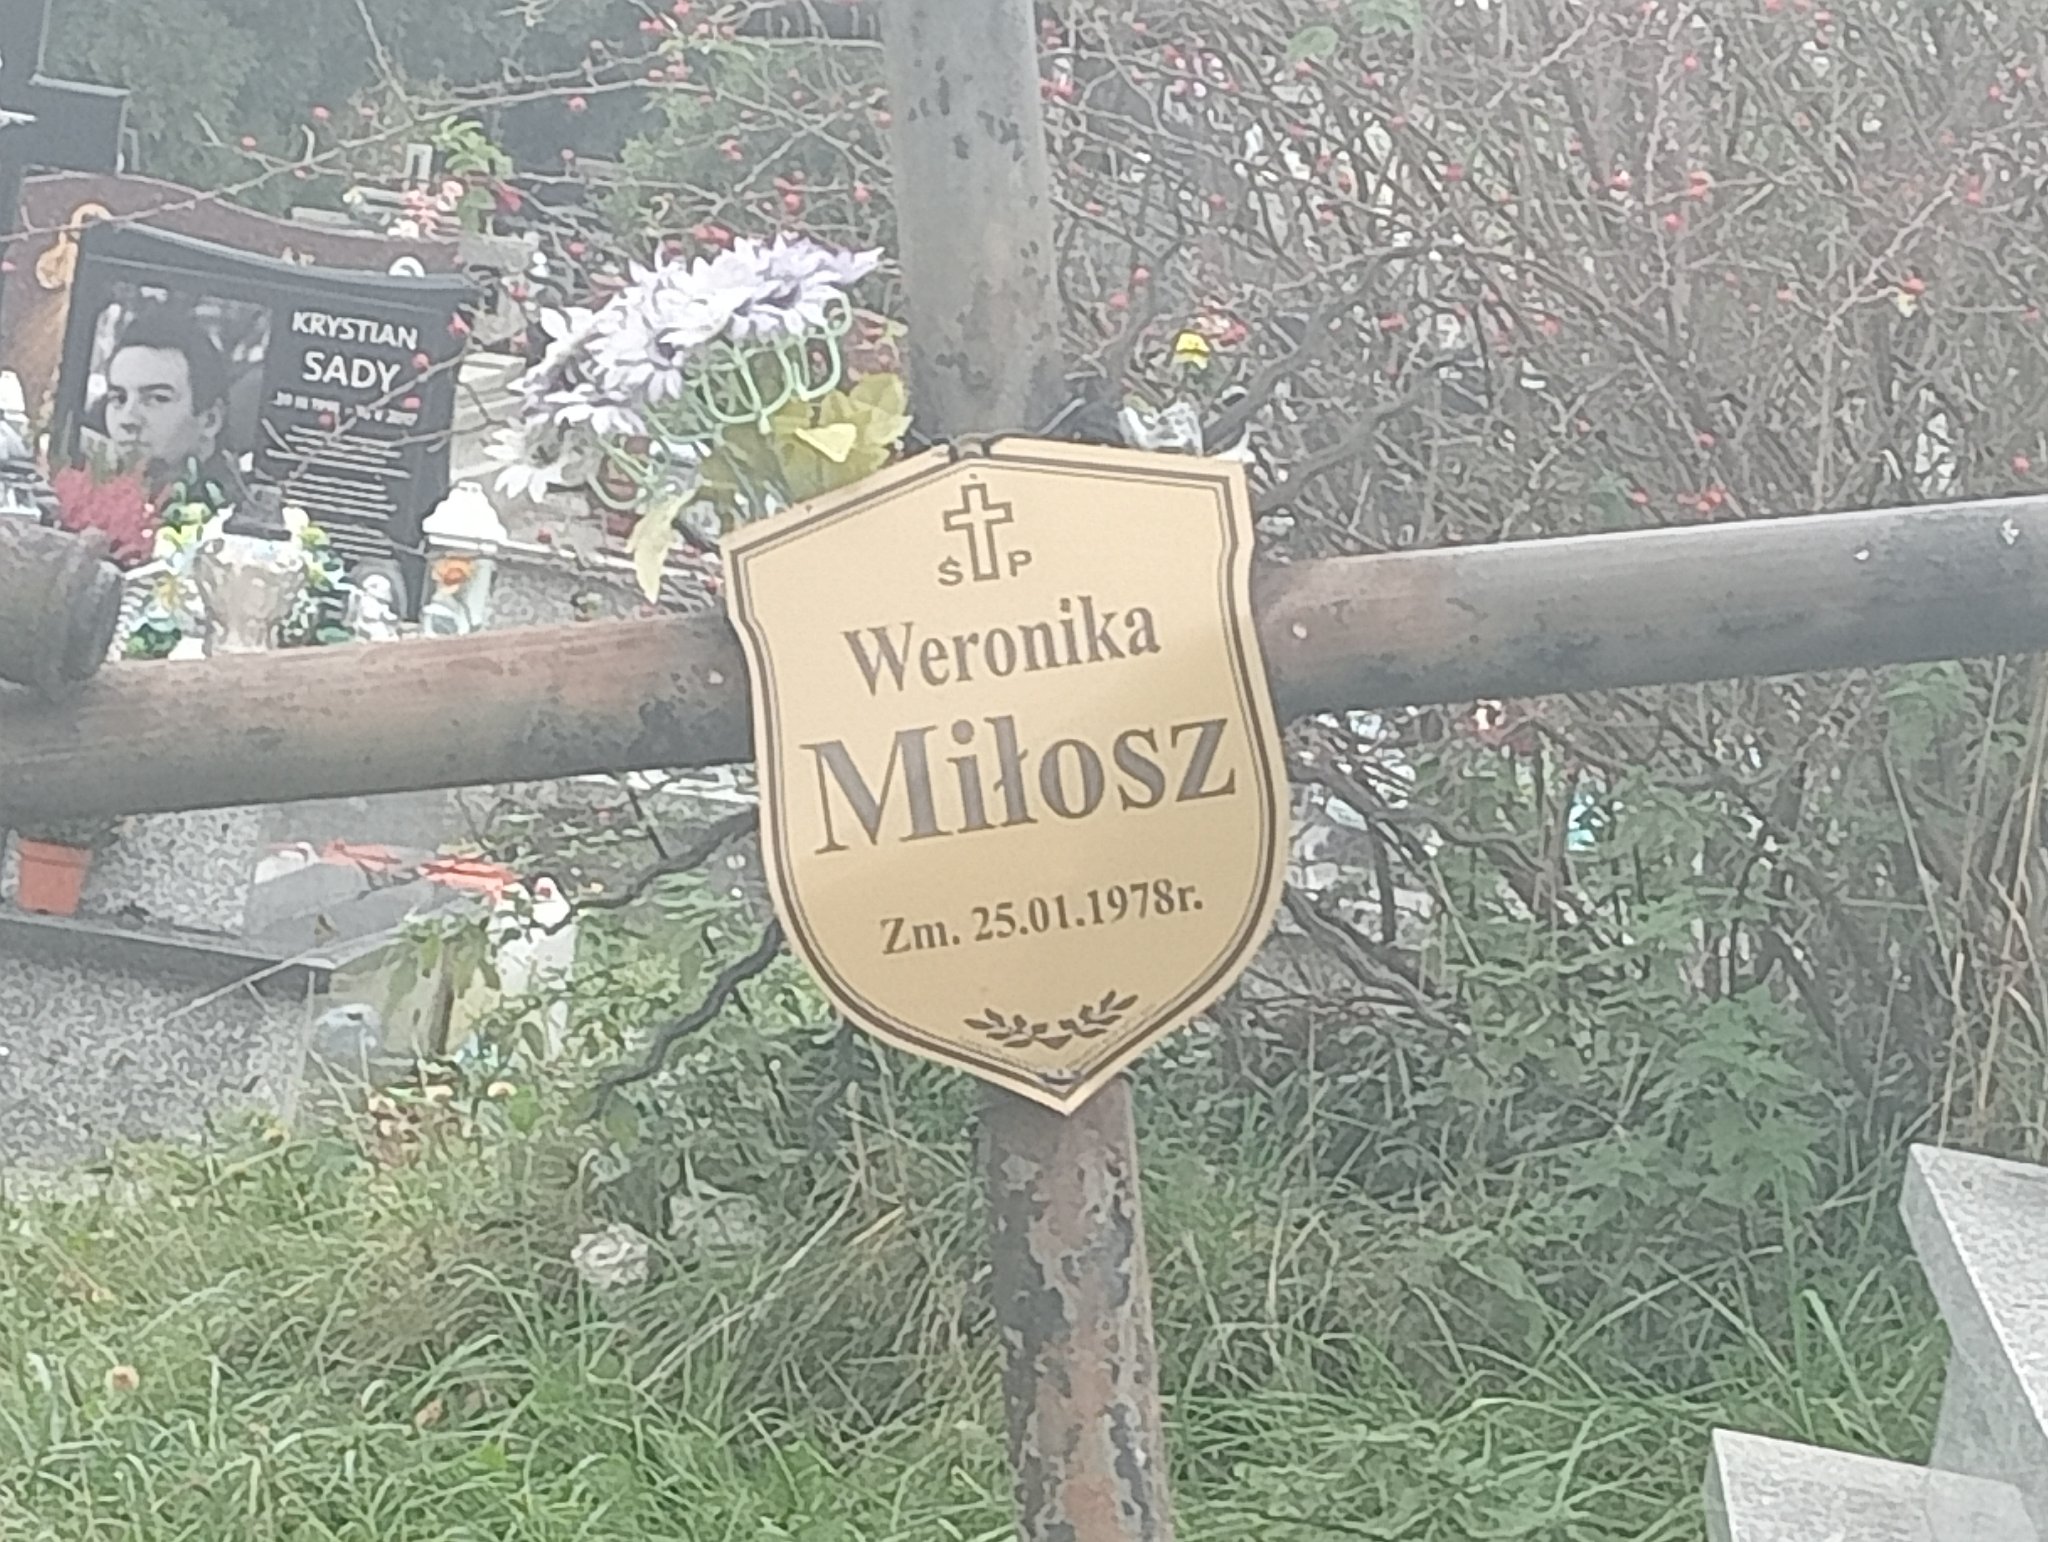 KRYSTIAN
SADY
Ś P
Weronika
Miłosz
Zm. 25.01.1978r.